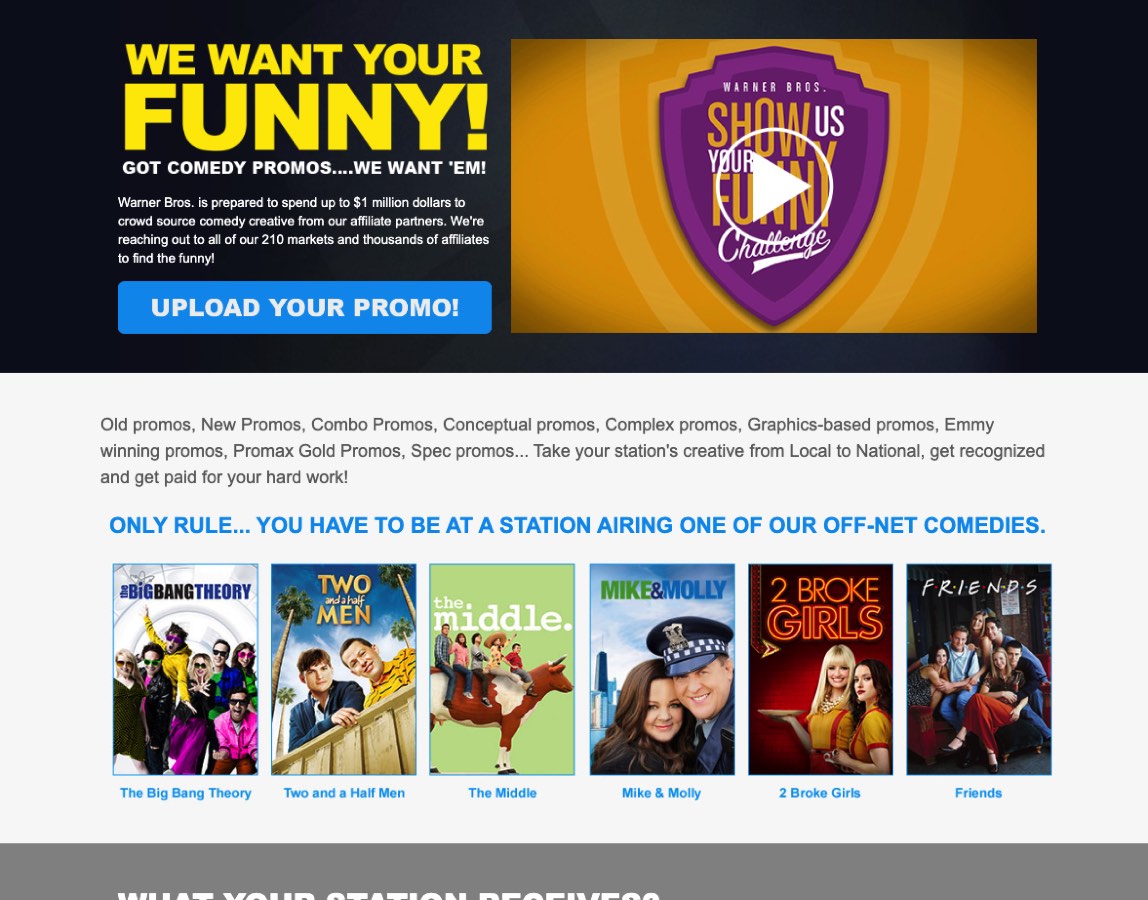 WE WANT YOUR
FUNNY!
GOT COMEDY PROMOS....WE WANT 'EM!
Warner Bros. is prepared to spend up to $1 million dollars to
crowd source comedy creative from our affiliate partners. We're
reaching out to all of our 210 markets and thousands of affiliates
to find the funny!
UPLOAD YOUR PROMO!
WARNER BROS.
SHOW US
YOUR
FUNNY
Challenge
Old promos, New Promos, Combo Promos, Conceptual promos, Complex promos, Graphics-based promos, Emmy
winning promos, Promax Gold Promos, Spec promos... Take your station's creative from Local to National, get recognized
and get paid for your hard work!
ONLY RULE... YOU HAVE TO BE AT A STATION AIRING ONE OF OUR OFF-NET COMEDIES.
the BiG BANG THEORY
TWO
and a half
MEN
the
middle.
MIKE&MOLLY
2 BROKE
GIRLS
F·R·I·E·N·D·S
The Big Bang Theory
Two and a Half Men
The Middle
Mike & Molly
2 Broke Girls
Friends
WHAT YOUR STATION RECEIVES?